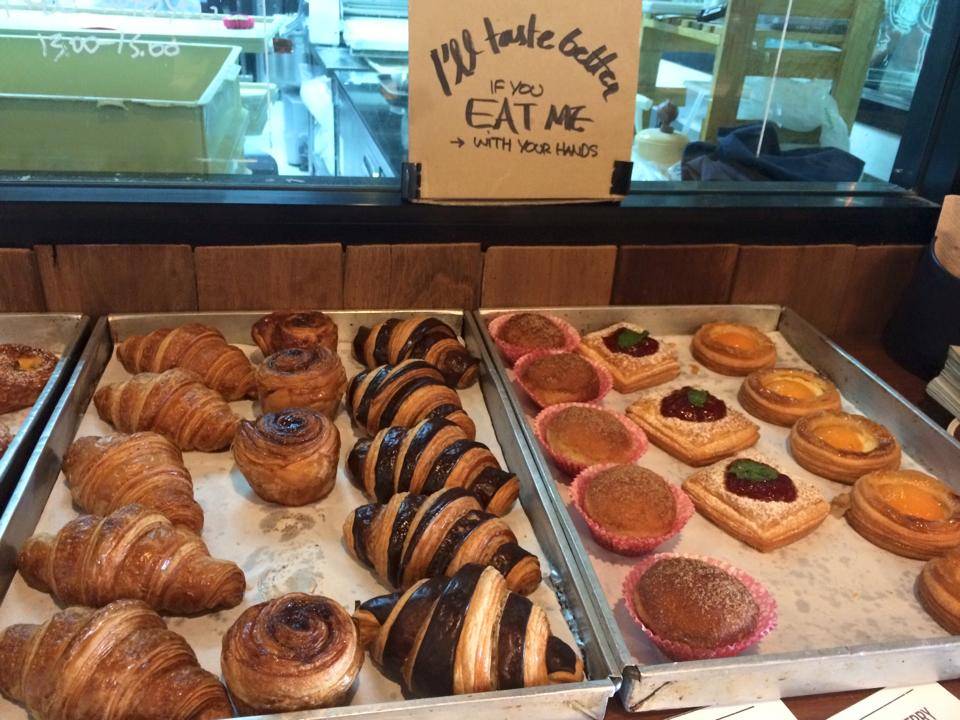 13:00-15.00
I'll taste better
IF YOU
EAT ME
→ WITH YOUR HANDS